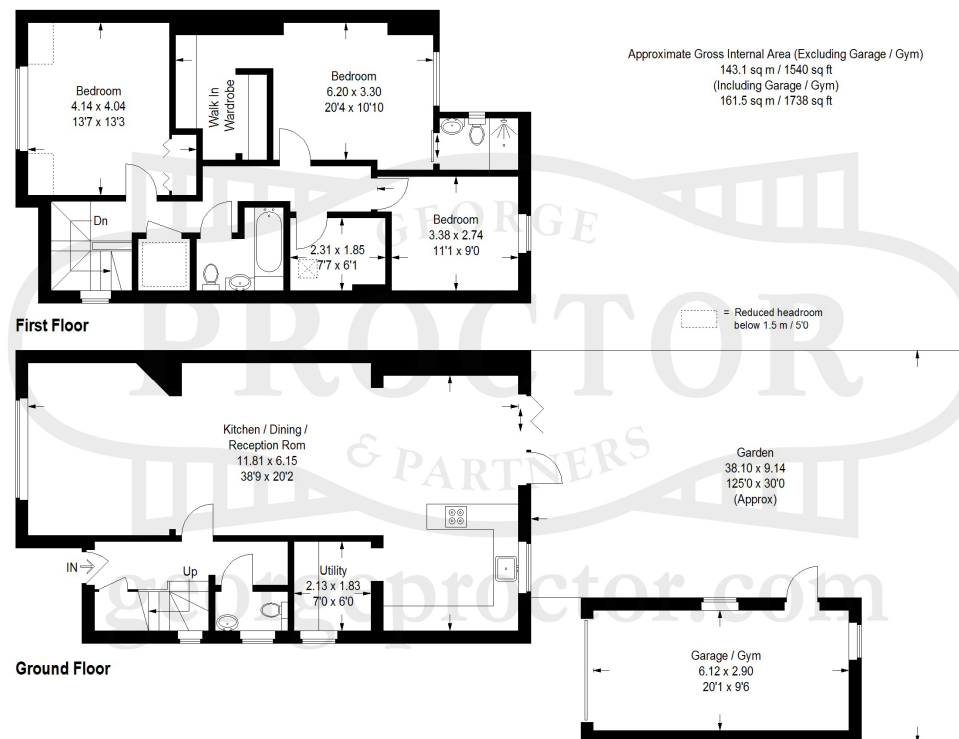 Approximate Gross Internal Area (Excluding Garage / Gym)
143.1 sq m / 1540 sq ft
(Including Garage / Gym)
161.5 sq m / 1738 sq ft
Bedroom
4.14 x 4.04
13'7 x 13'3
Walk In
Wardrobe
Bedroom
6.20 x 3.30
20'4 x 10'10
Dn
2.31 x 1.85
7'7 x 6'1
Bedroom
3.38 x 2.74
11'1 x 9'0
First Floor
= Reduced headroom
below 1.5 m / 5'0
GEORGE
PROCTOR
& PARTNERS
georgeproctor.com
Kitchen / Dining /
Reception Rom
11.81 x 6.15
38'9 x 20'2
Garden
38.10 x 9.14
125'0 x 30'0
(Approx)
IN
Up
Utility
2.13 x 1.83
7'0 x 6'0
Ground Floor
Garage / Gym
6.12 x 2.90
20'1 x 9'6